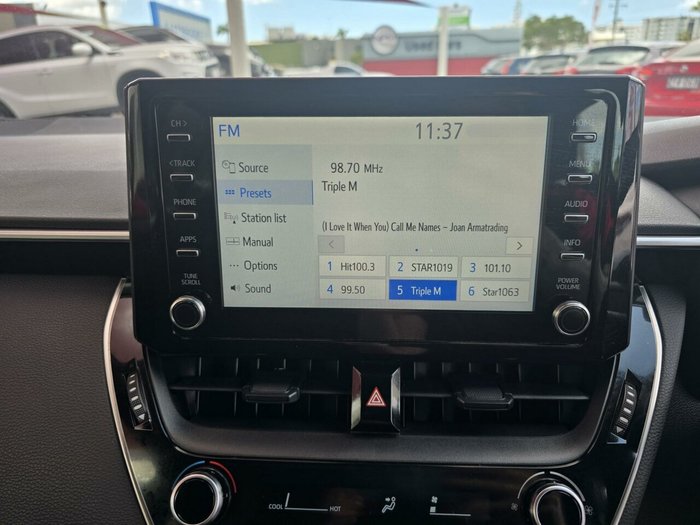 Used Cars
CH >
< TRACK
PHONE
APPS
TUNE
SCROLL
FM 11:37
Source
Presets
Station list
Manual
Options
Sound
98.70 MHz
Triple M
(I Love It When You) Call Me Names - Joan Armatrading
< >
1 Hit100.3 2 STAR1019 3 101.10
4 99.50 5 Triple M 6 Star1063
HOME
MENU
AUDIO
INFO
POWER
VOLUME
COOL HOT